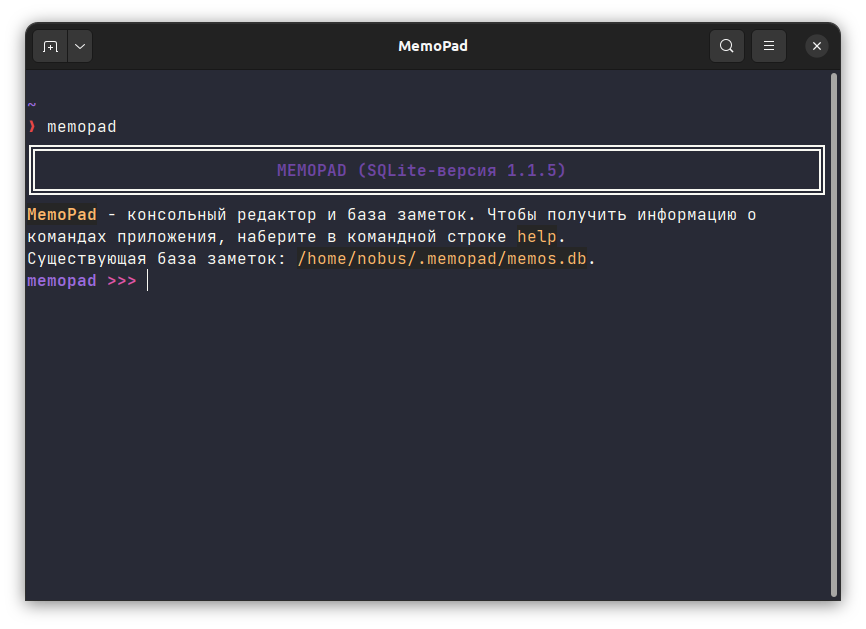 MemoPad
~
❯ memopad
MEMOPAD (SQLite-версия 1.1.5)
MemoPad - консольный редактор и база заметок. Чтобы получить информацию о
командах приложения, наберите в командной строке help.
Существующая база заметок: /home/nobus/.memopad/memos.db.
memopad >>>